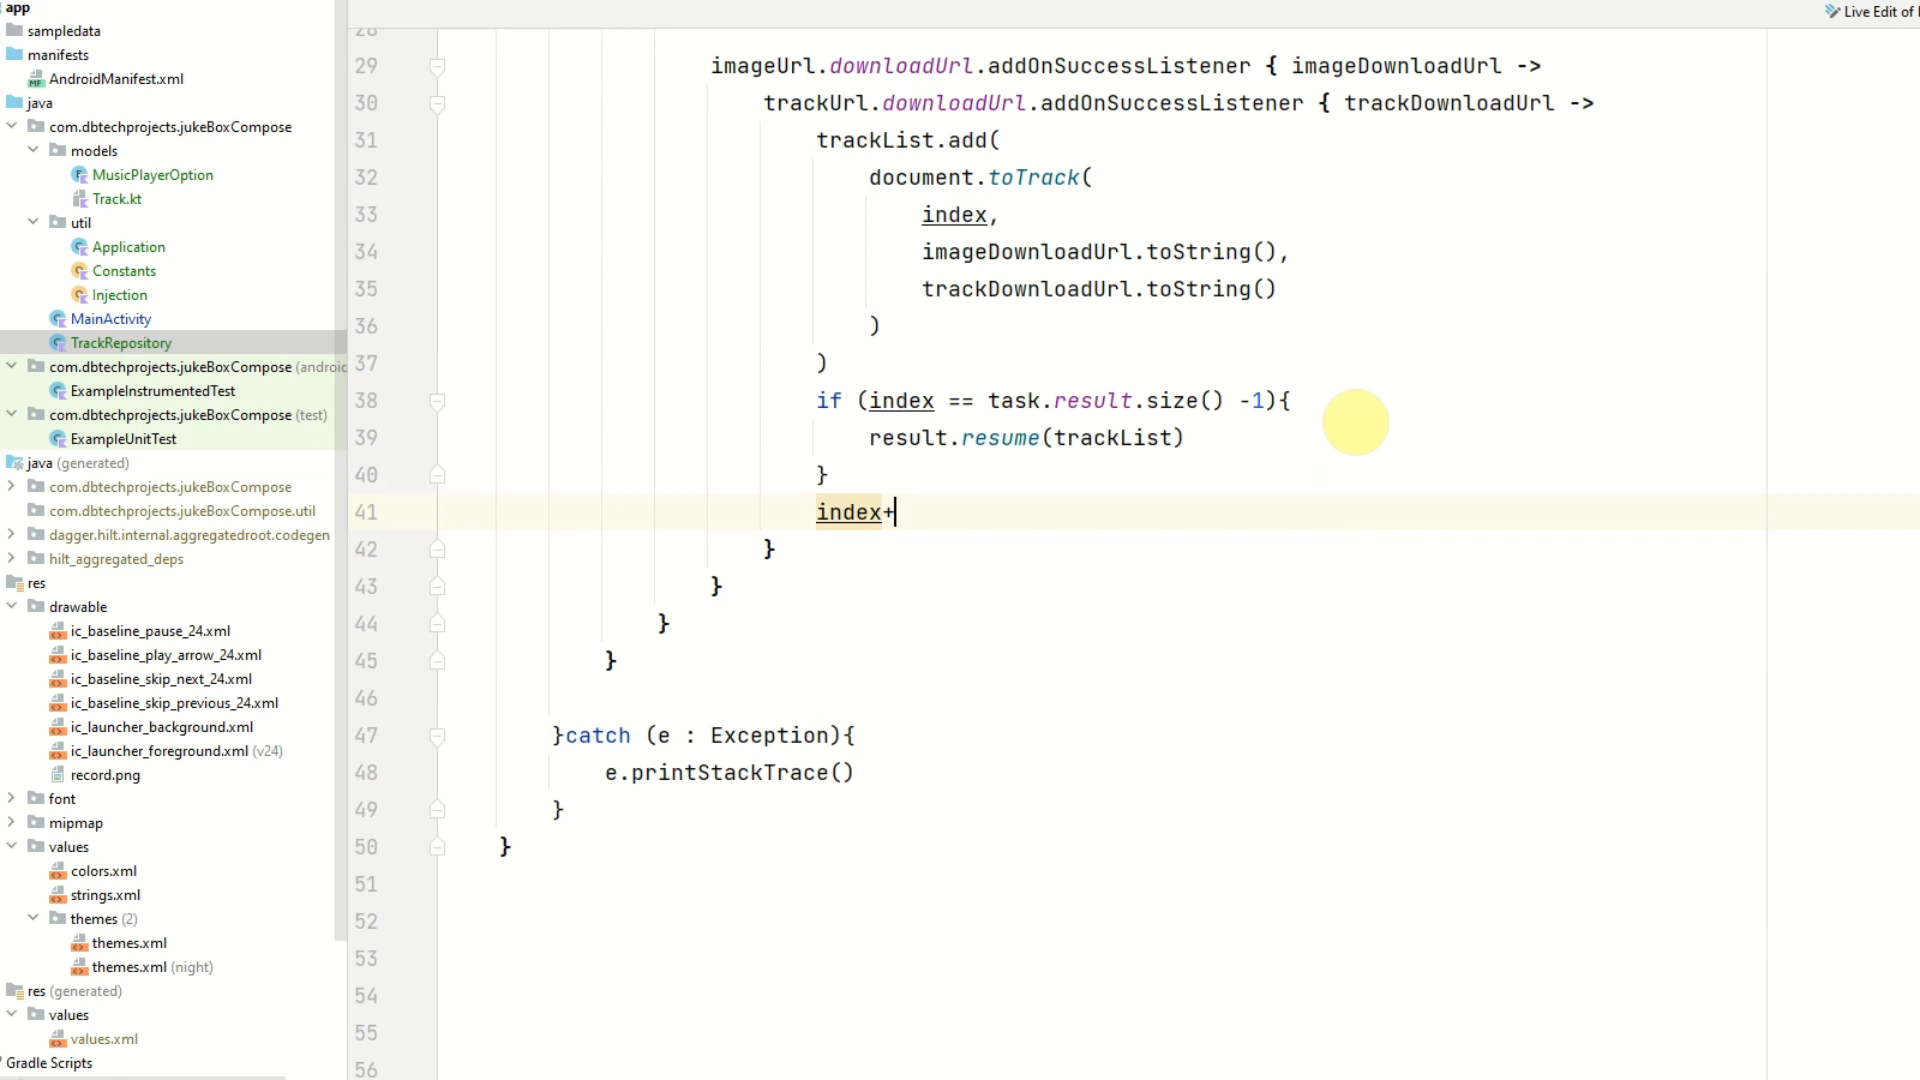 app
sampledata
manifests
AndroidManifest.xml
java
com.dbtechprojects.jukeBoxCompose
models
MusicPlayerOption
Track.kt
util
Application
Constants
Injection
MainActivity
TrackRepository
com.dbtechprojects.jukeBoxCompose (androi
ExampleInstrumentedTest
com.dbtechprojects.jukeBoxCompose (test)
ExampleUnitTest
java (generated)
com.dbtechprojects.jukeBoxCompose
com.dbtechprojects.jukeBoxCompose.util
dagger.hilt.internal.aggregatedroot.codegen
hilt_aggregated_deps
res
drawable
ic_baseline_pause_24.xml
ic_baseline_play_arrow_24.xml
ic_baseline_skip_next_24.xml
ic_baseline_skip_previous_24.xml
ic_launcher_background.xml
ic_launcher_foreground.xml (v24)
record.png
font
mipmap
values
colors.xml
strings.xml
themes (2)
themes.xml
themes.xml (night)
res (generated)
values
values.xml
Gradle Scripts
Live Edit of
28
29 imageUrl.downloadUrl.addOnSuccessListener { imageDownloadUrl ->
30 trackUrl.downloadUrl.addOnSuccessListener { trackDownloadUrl ->
31 trackList.add(
32 document.toTrack(
33 index,
34 imageDownloadUrl.toString(),
35 trackDownloadUrl.toString()
36 )
37 )
38 if (index == task.result.size() -1){
39 result.resume(trackList)
40 }
41 index+
42 }
43 }
44 }
45 }
46
47 }catch (e : Exception){
48 e.printStackTrace()
49 }
50 }
51
52
53
54
55
56